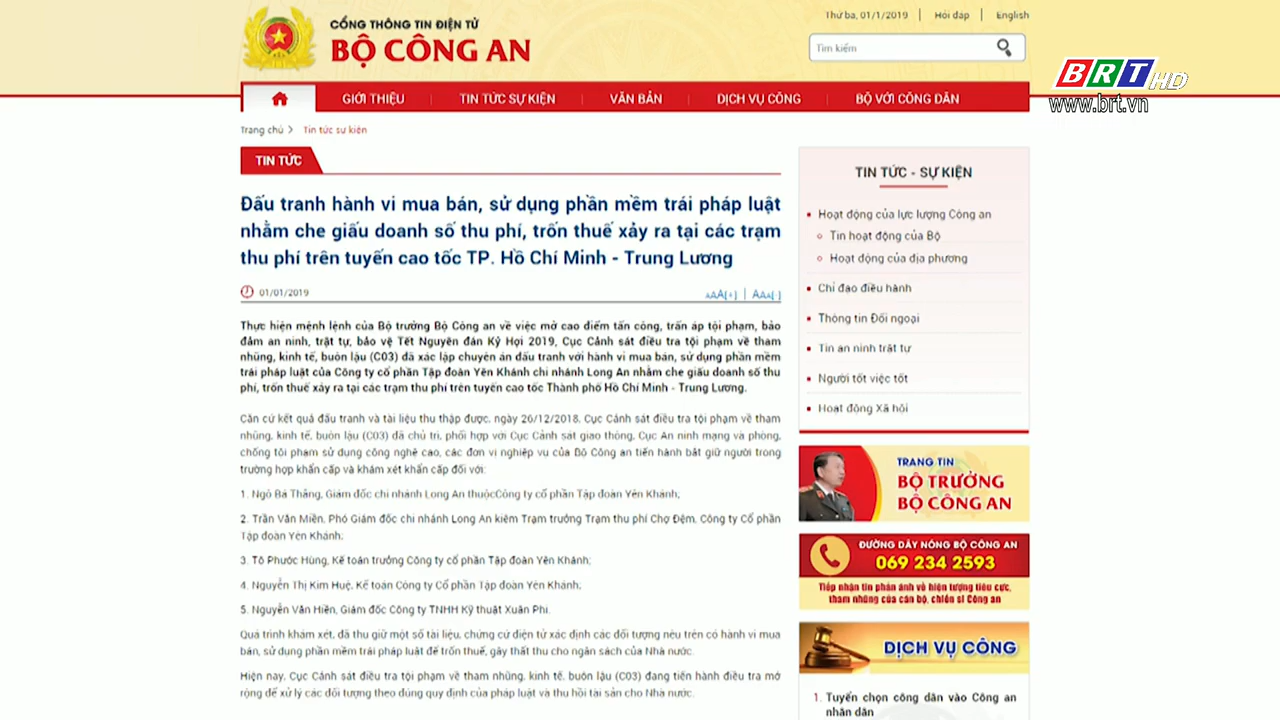 CỔNG THÔNG TIN ĐIỆN TỬ
BỘ CÔNG AN
Thứ ba, 01/1/2019
Hỏi đáp
English
Tìm kiếm
BRT HD
www.brt.vn
GIỚI THIỆU
TIN TỨC SỰ KIỆN
VĂN BẢN
DỊCH VỤ CÔNG
BỘ VỚI CÔNG DÂN
Trang chủ > Tin tức sự kiện
TIN TỨC
Đấu tranh hành vi mua bán, sử dụng phần mềm trái pháp luật
nhằm che giấu doanh số thu phí, trốn thuế xảy ra tại các trạm
thu phí trên tuyến cao tốc TP. Hồ Chí Minh - Trung Lương
01/01/2019
AAA[+] | AAA[-]
Thực hiện mệnh lệnh của Bộ trưởng Bộ Công an về việc mở cao điểm tấn công, trấn áp tội phạm, bảo
đảm an ninh, trật tự, bảo vệ Tết Nguyên đán Kỷ Hợi 2019, Cục Cảnh sát điều tra tội phạm về tham
nhũng, kinh tế, buôn lậu (C03) đã xác lập chuyên án đấu tranh với hành vi mua bán, sử dụng phần mềm
trái pháp luật của Công ty cổ phần Tập đoàn Yên Khánh chi nhánh Long An nhằm che giấu doanh số thu
phí, trốn thuế xảy ra tại các trạm thu phí trên tuyến cao tốc Thành phố Hồ Chí Minh - Trung Lương.
Căn cứ kết quả đấu tranh và tài liệu thu thập được, ngày 26/12/2018, Cục Cảnh sát điều tra tội phạm về tham
nhũng, kinh tế, buôn lậu (C03) đã chủ trì, phối hợp với Cục Cảnh sát giao thông, Cục An ninh mạng và phòng,
chống tội phạm sử dụng công nghệ cao, các đơn vị nghiệp vụ của Bộ Công an tiến hành bắt giữ người trong
trường hợp khẩn cấp và khám xét khẩn cấp đối với:
1. Ngô Bá Thắng, Giám đốc chi nhánh Long An thuộcCông ty cổ phần Tập đoàn Yên Khánh;
2. Trần Văn Miền, Phó Giám đốc chi nhánh Long An kiêm Trạm trưởng Trạm thu phí Chợ Đệm, Công ty Cổ phần
Tập đoàn Yên Khánh;
3. Tô Phước Hùng, Kế toán trưởng Công ty cổ phần Tập đoàn Yên Khánh;
4. Nguyễn Thị Kim Huệ, Kế toán Công ty Cổ phần Tập đoàn Yên Khánh;
5. Nguyễn Văn Hiền, Giám đốc Công ty TNHH Kỹ thuật Xuân Phi.
Quá trình khám xét, đã thu giữ một số tài liệu, chứng cứ điện tử xác định các đối tượng nêu trên có hành vi mua
bán, sử dụng phần mềm trái pháp luật để trốn thuế, gây thất thu cho ngân sách của Nhà nước.
Hiện nay, Cục Cảnh sát điều tra tội phạm về tham nhũng, kinh tế, buôn lậu (C03) đang tiến hành điều tra mở
rộng để xử lý các đối tượng theo đúng quy định của pháp luật và thu hồi tài sản cho Nhà nước.
TIN TỨC - SỰ KIỆN
Hoạt động của lực lượng Công an
Tin hoạt động của Bộ
Hoạt động của địa phương
Chỉ đạo điều hành
Thông tin Đối ngoại
Tin an ninh trật tự
Người tốt việc tốt
Hoạt động Xã hội
TRANG TIN
BỘ TRƯỞNG
BỘ CÔNG AN
ĐƯỜNG DÂY NÓNG BỘ CÔNG AN
069 234 2593
Tiếp nhận tin phản ánh về hiện tượng tiêu cực,
tham nhũng của cán bộ, chiến sĩ Công an
DỊCH VỤ CÔNG
1. Tuyển chọn công dân vào Công an
nhân dân